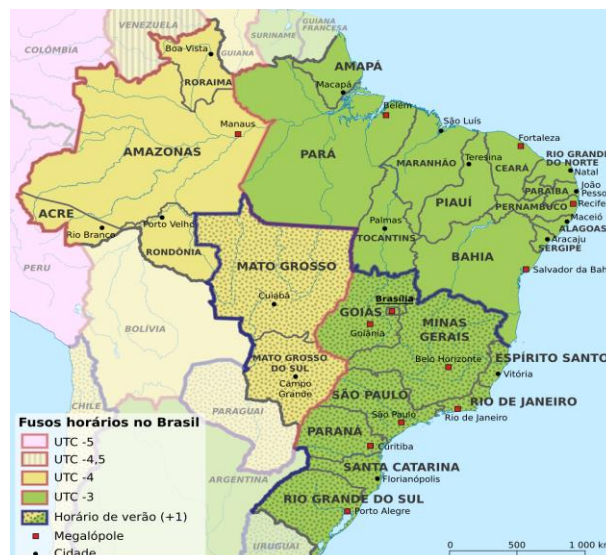 VENEZUELA
COLÔMBIA
GUIANA
SURINAME
GUIANA
FRANCESA
Boa-Vista
RORAIMA
AMAPÁ
Macapá
Belém
São Luís
Manaus
AMAZONAS
PARÁ
MARANHÃO
Teresina
Fortaleza
CEARÁ
RIO GRANDE
DO NORTE
Natal
PARAÍBA
João
Pesso
PERNAMBUCO
Recife
PIAUÍ
Maceió
ALAGOAS
Aracaju
SERGIPE
ACRE
Rio Branco
Porto Velho
RONDÔNIA
Palmas
TOCANTINS
BAHIA
Salvador da Bah
PERU
MATO GROSSO
Cuiabá
BOLÍVIA
Brasília
GOIÁS
Goiânia
MINAS
GERAIS
Belo Horizonte
ESPÍRITO SANTO
Vitória
MATO GROSSO
DO SUL
Campo
Grande
SÃO PAULO
São Paulo
RIO DE JANEIRO
Rio de Janeiro
PARAGUAI
CHILE
PARANÁ
Curitiba
SANTA CATARINA
Florianópolis
ARGENTINA
RIO GRANDE DO SUL
Porto Alegre
URUGUAI
Fusos horários no Brasil
UTC -5
UTC -4,5
UTC -4
UTC -3
Horário de verão (+1)
Megalópole
Cidade
0 500 1 000 k